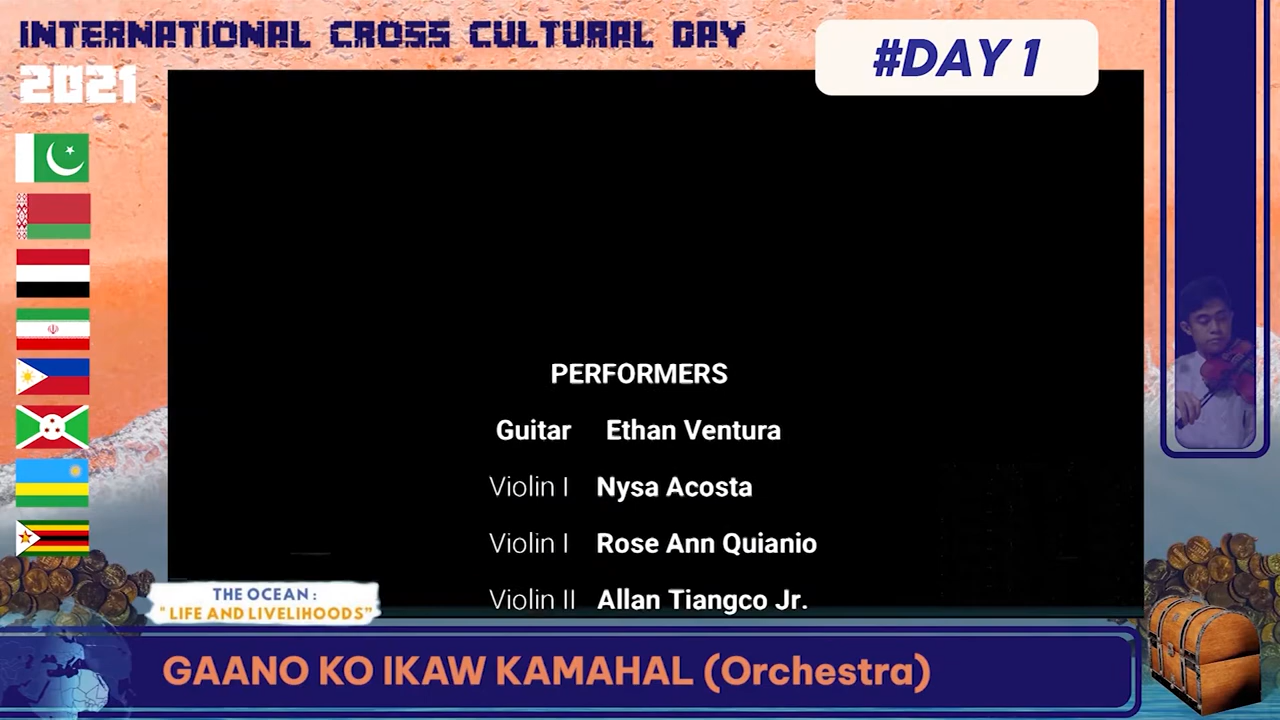 INTERNATIONAL CROSS CULTURAL DAY
2021
#DAY 1
PERFORMERS
Guitar Ethan Ventura
Violin I Nysa Acosta
Violin I Rose Ann Quianio
Violin II Allan Tiangco Jr.
THE OCEAN :
" LIFE AND LIVELIHOODS”
GAANO KO IKAW KAMAHAL (Orchestra)